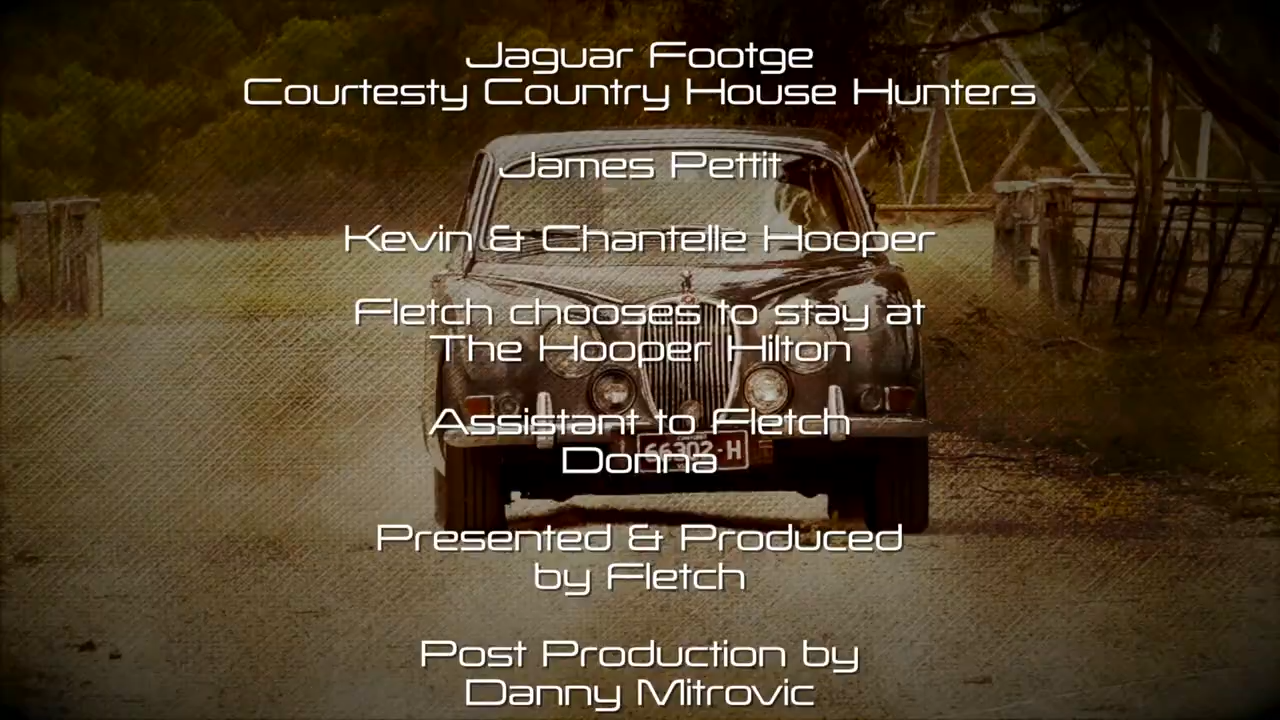 Jaguar Footge
Courtesty Country House Hunters
James Pettit
Kevin & Chantelle Hooper
Fletch chooses to stay at
The Hooper Hilton
Assistant to Fletch
Donna
66302-H
Presented & Produced
by Fletch
Post Production by
Danny Mitrovic